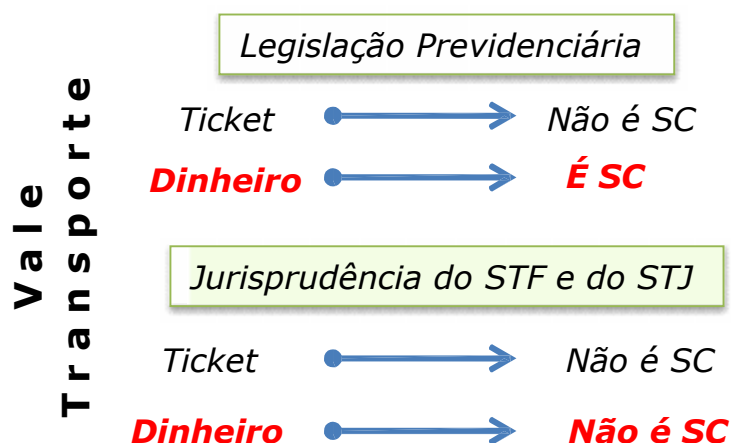 Vale
Transporte
Legislação Previdenciária
Ticket Não é SC
Dinheiro É SC
Jurisprudência do STF e do STJ
Ticket Não é SC
Dinheiro Não é SC